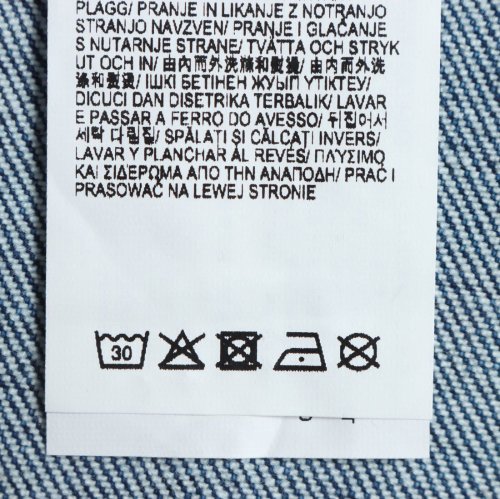 PLAGG/ PRANJE IN LIKANJE Z NOTRANJO
STRANJO NAVZVEN/ PRANJE I GLAČANJE
S NUTARNJE STRANE/ TVÄTTA OCH STRYK
UT OCH IN/ 由內而外洗滌和熨燙/ 由内而外洗
涤和熨烫/ ІШКІ БЕТІНЕН ЖУЫП ҮТІКТЕУ/
DICUCI DAN DISETRIKA TERBALIK/ LAVAR
E PASSAR A FERRO DO AVESSO/ 뒤집어서
세탁 다림질/ SPĂLAȚI ȘI CĂLCAȚI INVERS/
LAVAR Y PLANCHAR AL REVÉS/ ΠΛΥΣΙΜΟ
ΚΑΙ ΣΙΔΕΡΩΜΑ ΑΠΟ ΤΗΝ ΑΝΑΠΟΔΗ/ PRAĆ I
PRASOWAĆ NA LEWEJ STRONIE
30